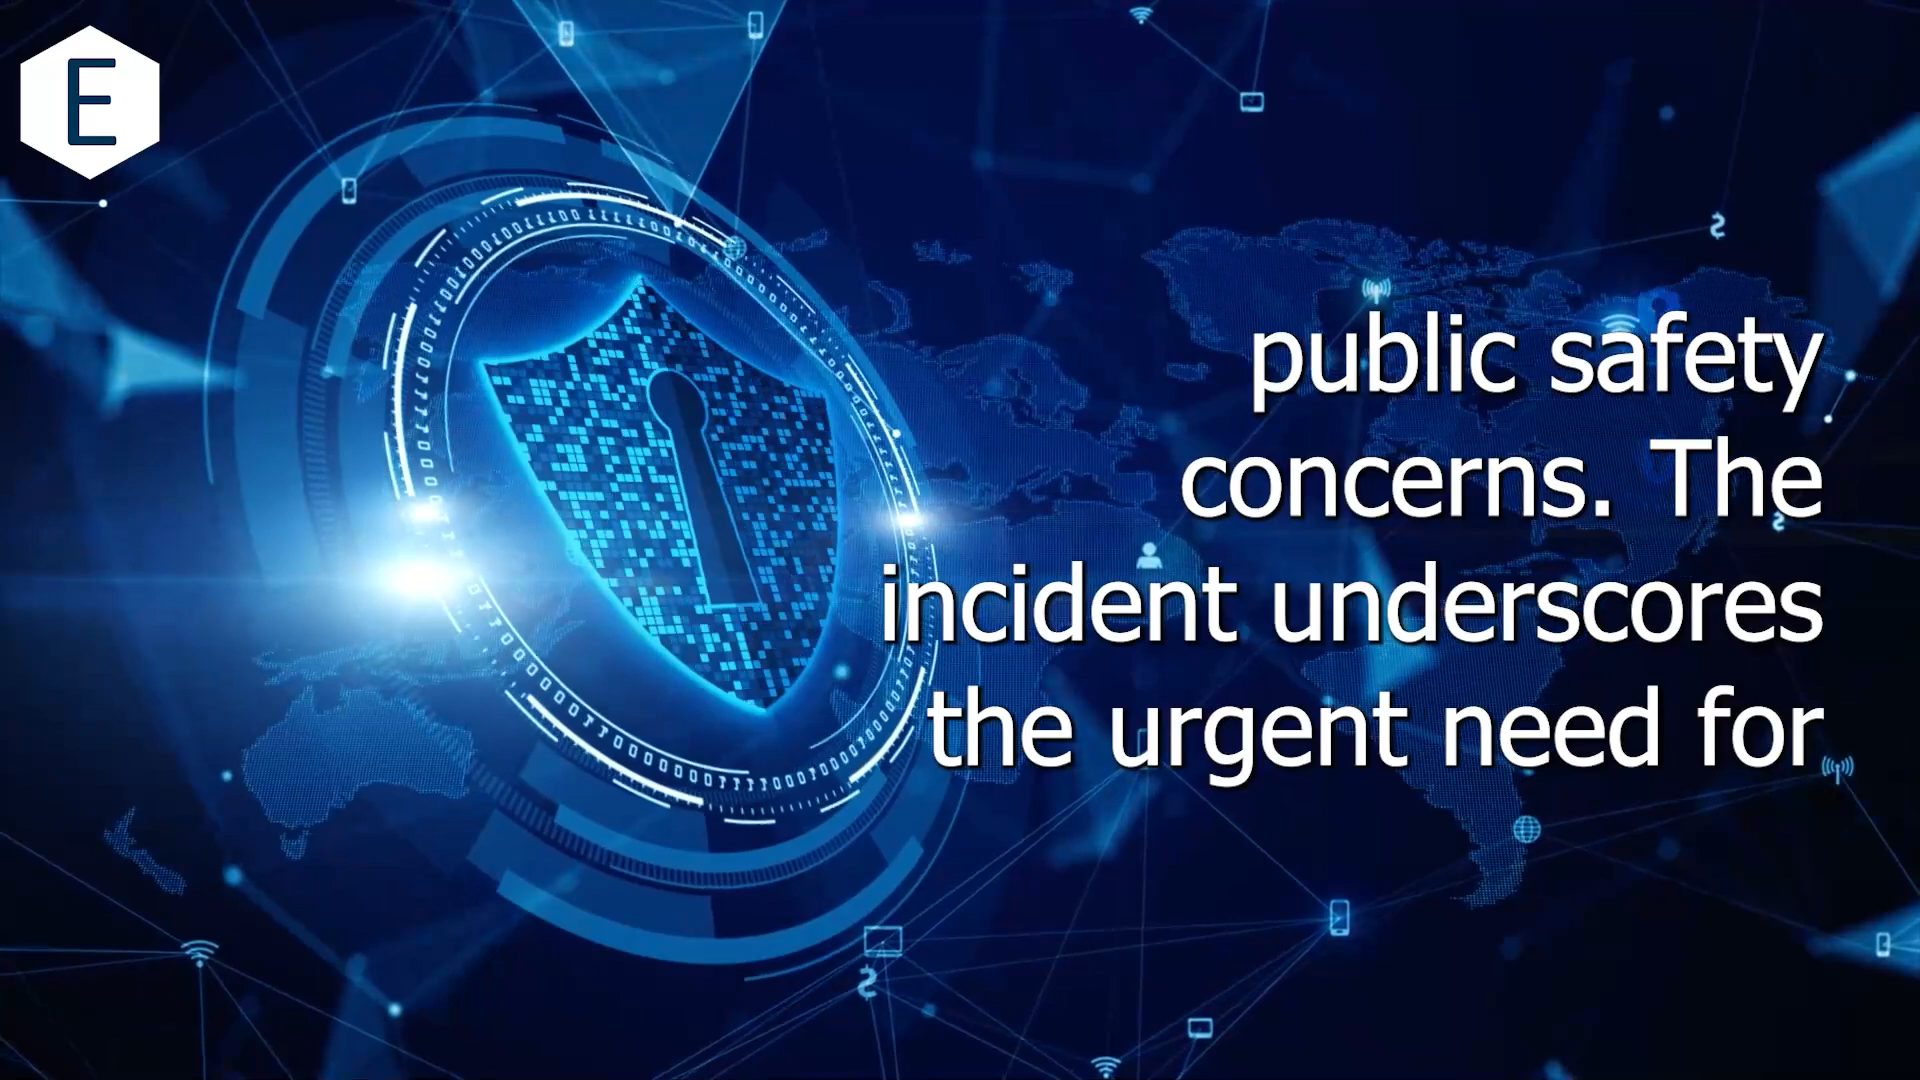 E
public safety
concerns. The
incident underscores
the urgent need for